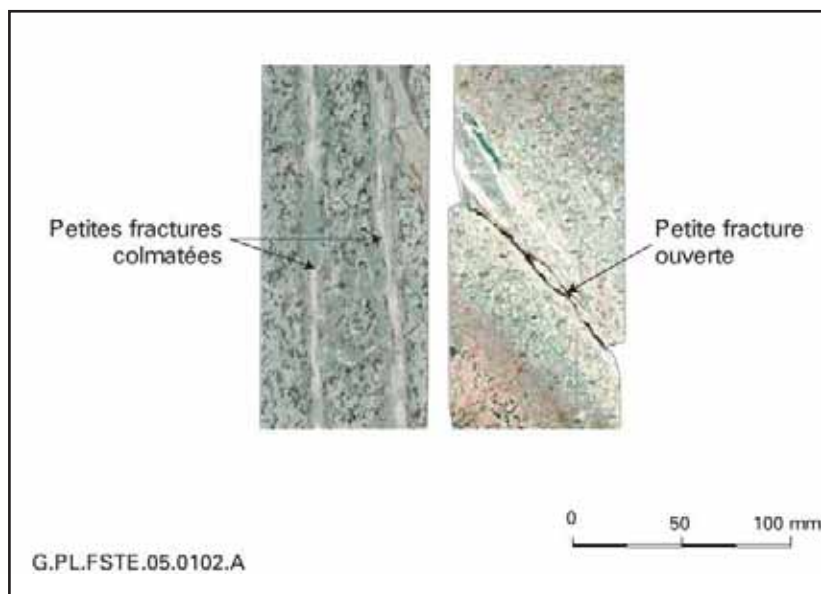 Petites fractures
colmatées
Petite fracture
ouverte
0 50 100 mm
G.PL.FSTE.05.0102.A